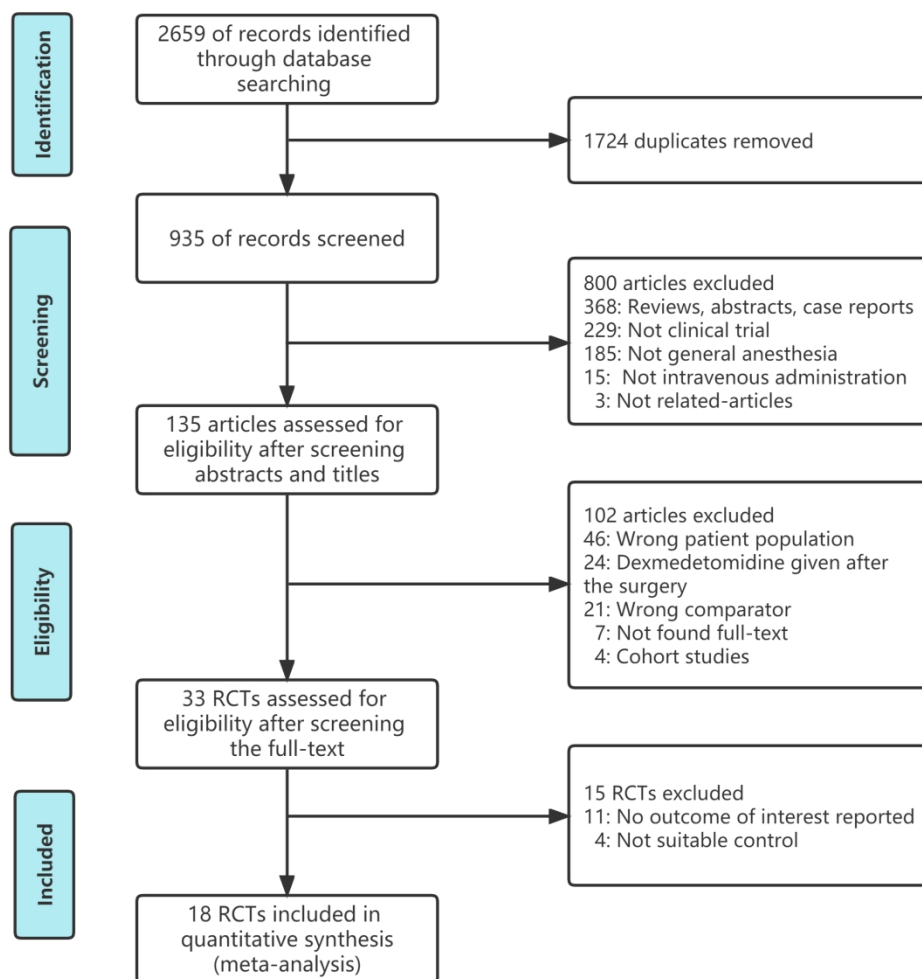 2659 of records identified
through database
searching
Identification
1724 duplicates removed
935 of records screened
Screening
800 articles excluded
368: Reviews, abstracts, case reports
229: Not clinical trial
185: Not general anesthesia
15: Not intravenous administration
3: Not related-articles
135 articles assessed for
eligibility after screening
abstracts and titles
Eligibility
102 articles excluded
46: Wrong patient population
24: Dexmedetomidine given after
the surgery
21: Wrong comparator
7: Not found full-text
4: Cohort studies
33 RCTs assessed for
eligibility after screening
the full-text
Included
15 RCTs excluded
11: No outcome of interest reported
4: Not suitable control
18 RCTs included in
quantitative synthesis
(meta-analysis)